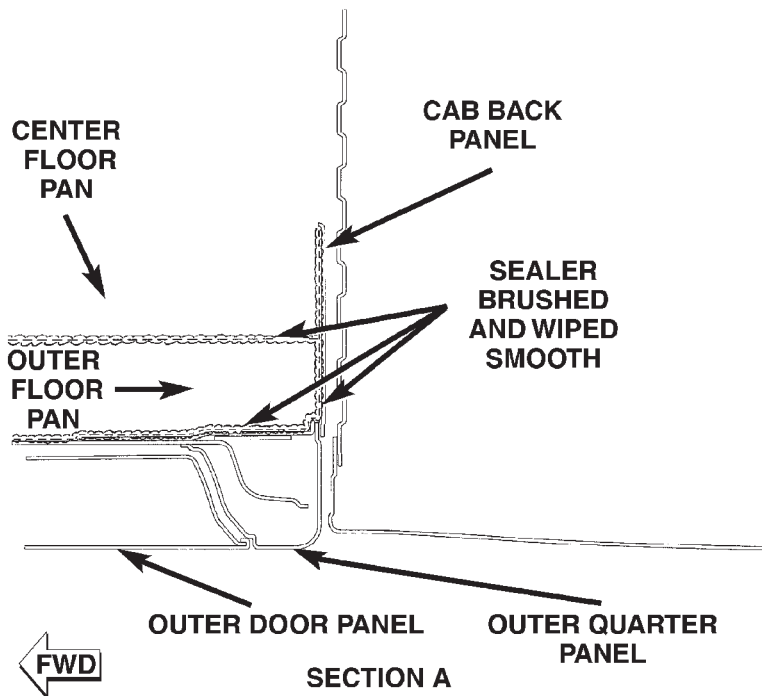 CENTER
FLOOR
PAN
CAB BACK
PANEL
SEALER
BRUSHED
AND WIPED
SMOOTH
OUTER
FLOOR
PAN
OUTER DOOR PANEL
OUTER QUARTER
PANEL
FWD
SECTION A